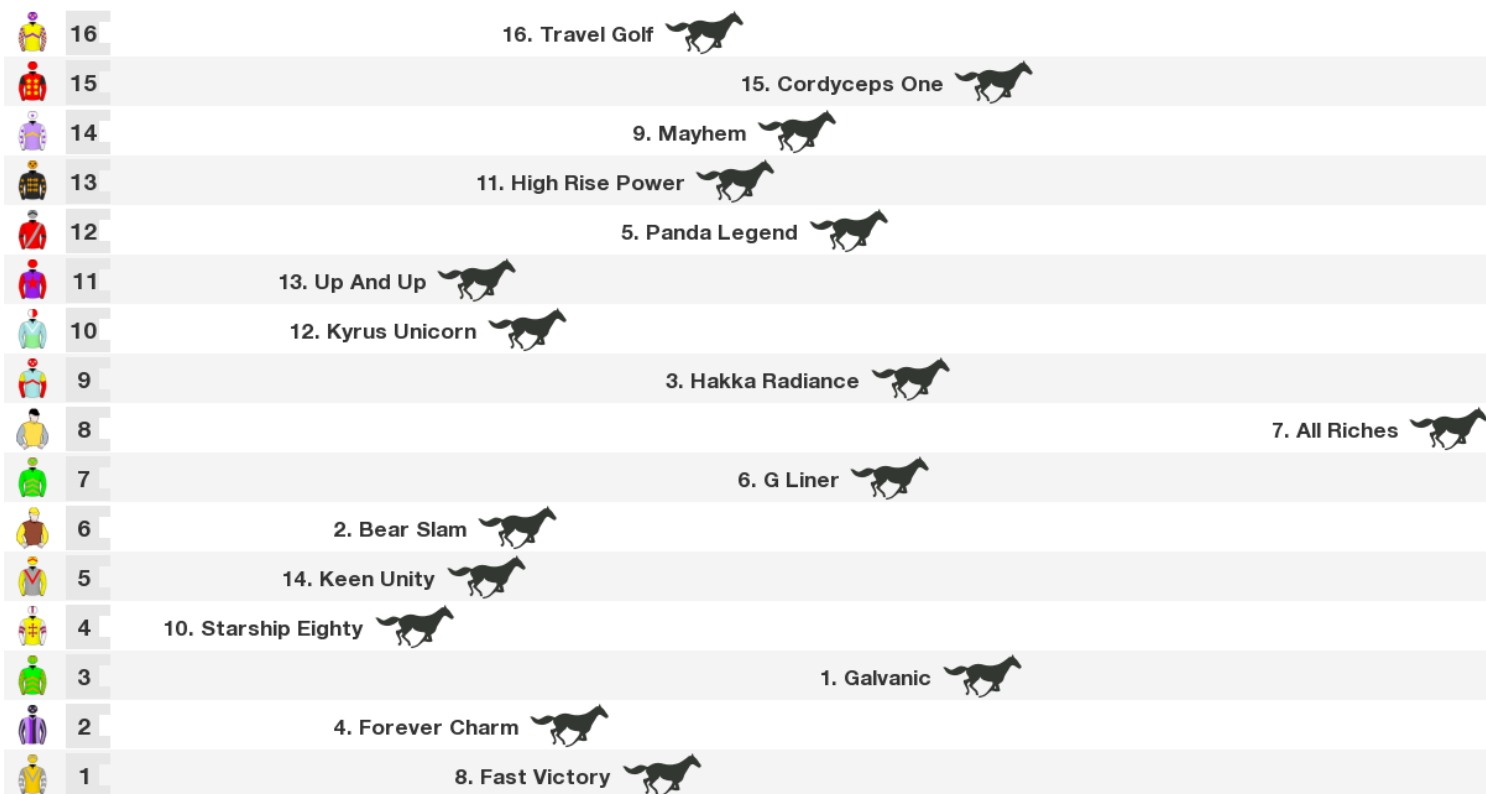 16 16. Travel Golf
15 15. Cordyceps One
14 9. Mayhem
13 11. High Rise Power
12 5. Panda Legend
11 13. Up And Up
10 12. Kyrus Unicorn
9 3. Hakka Radiance
8 7. All Riches
7 6. G Liner
6 2. Bear Slam
5 14. Keen Unity
4 10. Starship Eighty
3 1. Galvanic
2 4. Forever Charm
1 8. Fast Victory